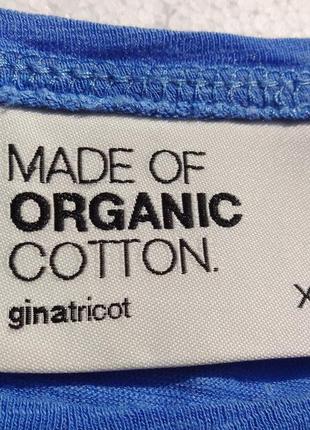 MADE OF
ORGANIC
COTTON.
ginatricot